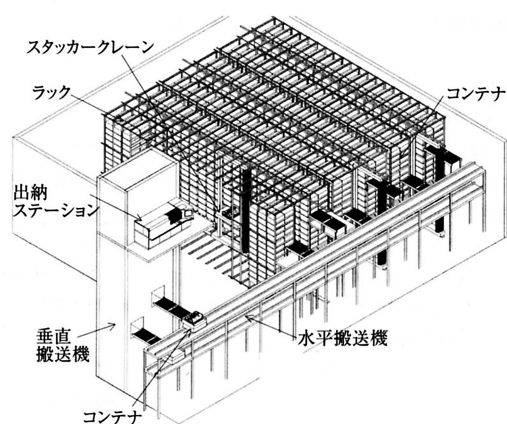 スタッカークレーン
ラック
コンテナ
出納
ステーション
垂直
搬送機
水平搬送機
コンテナ